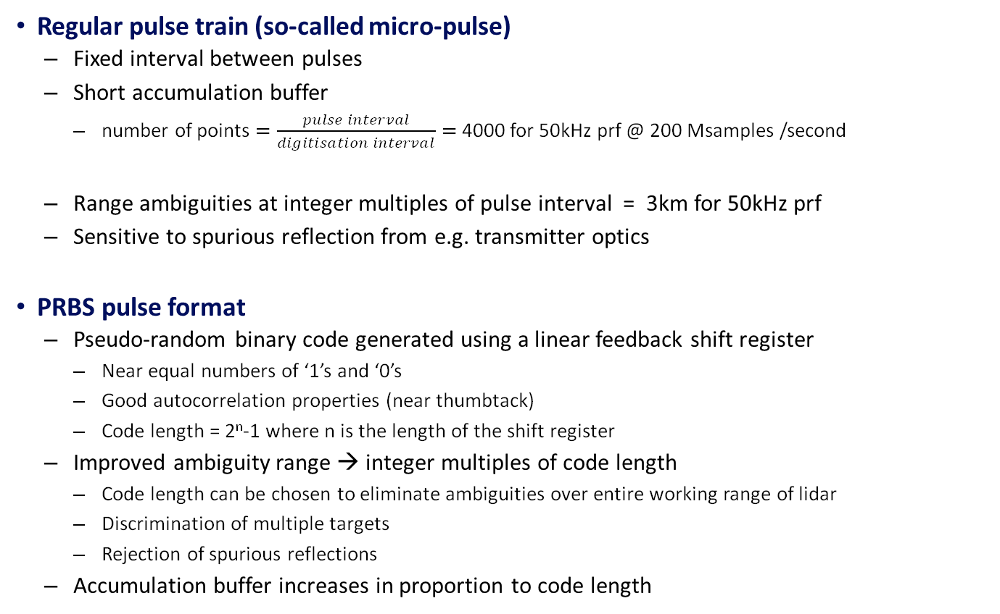 • Regular pulse train (so-called micro-pulse)
– Fixed interval between pulses
– Short accumulation buffer
– number of points = pulse interval / digitisation interval = 4000 for 50kHz prf @ 200 Msamples /second
– Range ambiguities at integer multiples of pulse interval = 3km for 50kHz prf
– Sensitive to spurious reflection from e.g. transmitter optics
• PRBS pulse format
– Pseudo-random binary code generated using a linear feedback shift register
– Near equal numbers of ‘1’s and ‘0’s
– Good autocorrelation properties (near thumbtack)
– Code length = 2ⁿ-1 where n is the length of the shift register
– Improved ambiguity range → integer multiples of code length
– Code length can be chosen to eliminate ambiguities over entire working range of lidar
– Discrimination of multiple targets
– Rejection of spurious reflections
– Accumulation buffer increases in proportion to code length